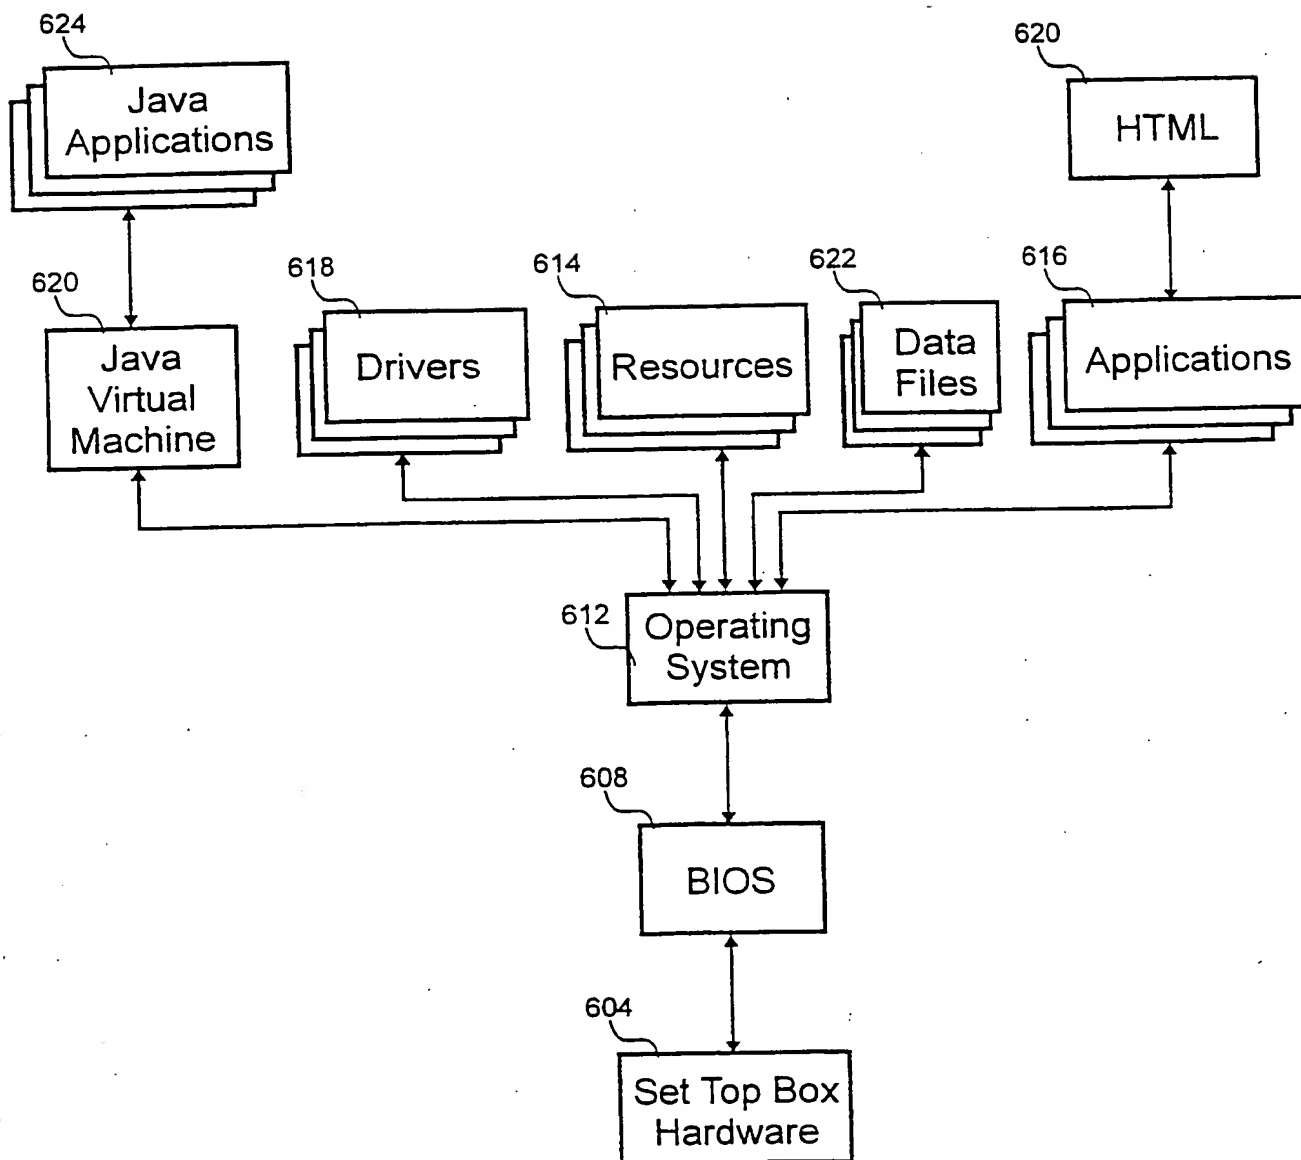 624
Java
Applications
620
HTML
620
Java
Virtual
Machine
618
Drivers
614
Resources
622
Data
Files
616
Applications
612
Operating
System
608
BIOS
604
Set Top Box
Hardware